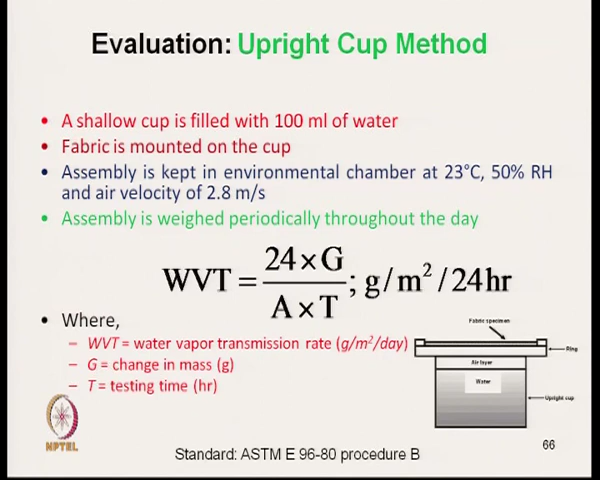 Evaluation: Upright Cup Method
• A shallow cup is filled with 100 ml of water
• Fabric is mounted on the cup
• Assembly is kept in environmental chamber at 23°C, 50% RH
and air velocity of 2.8 m/s
• Assembly is weighed periodically throughout the day
WVT = 24×G / A×T ; g/m²/24hr
• Where,
– WVT = water vapor transmission rate (g/m²/day)
– G = change in mass (g)
– T = testing time (hr)
Fabric specimen
Ring
Air layer
Water
Upright cup
NPTEL
Standard: ASTM E 96-80 procedure B
66